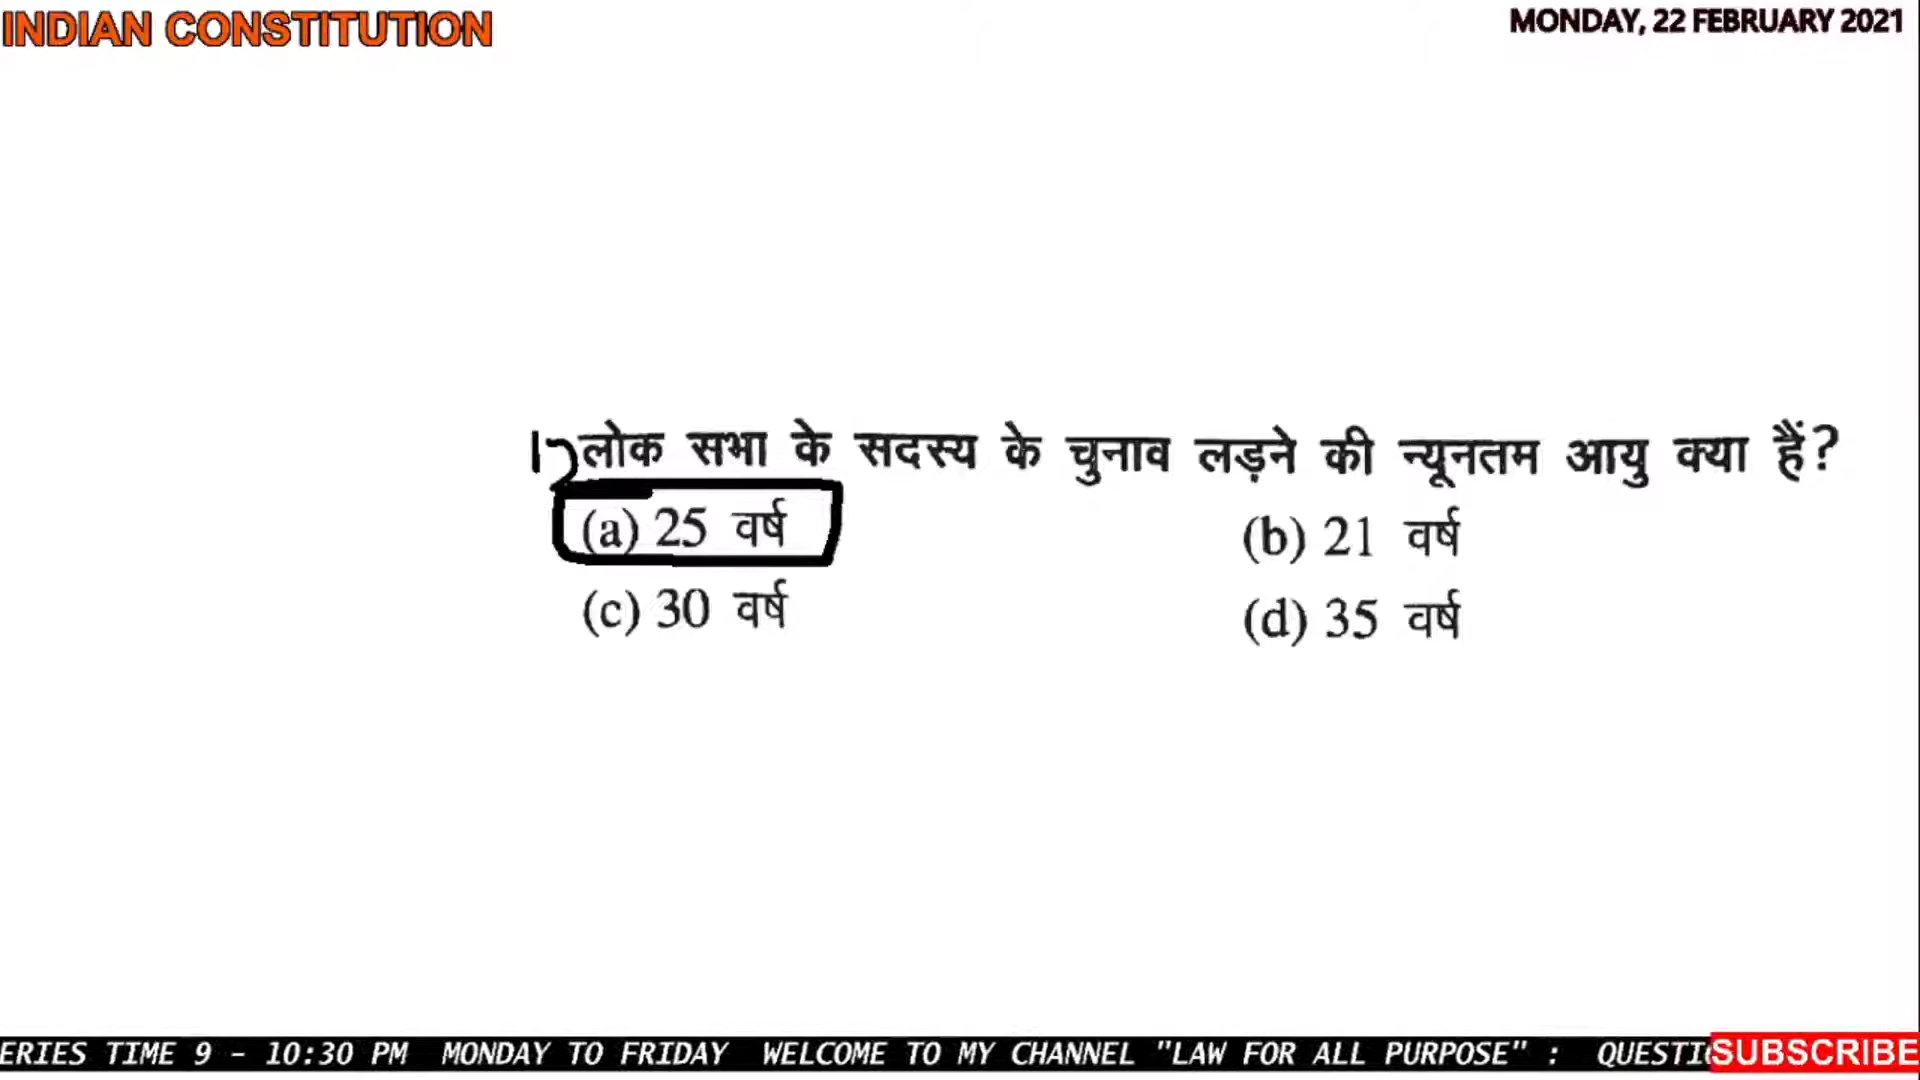 INDIAN CONSTITUTION
MONDAY, 22 FEBRUARY 2021
1) लोक सभा के सदस्य के चुनाव लड़ने की न्यूनतम आयु क्या हैं?
(a) 25 वर्ष
(b) 21 वर्ष
(c) 30 वर्ष
(d) 35 वर्ष
ERIES TIME 9 - 10:30 PM MONDAY TO FRIDAY WELCOME TO MY CHANNEL "LAW FOR ALL PURPOSE" : QUESTI
SUBSCRIBE